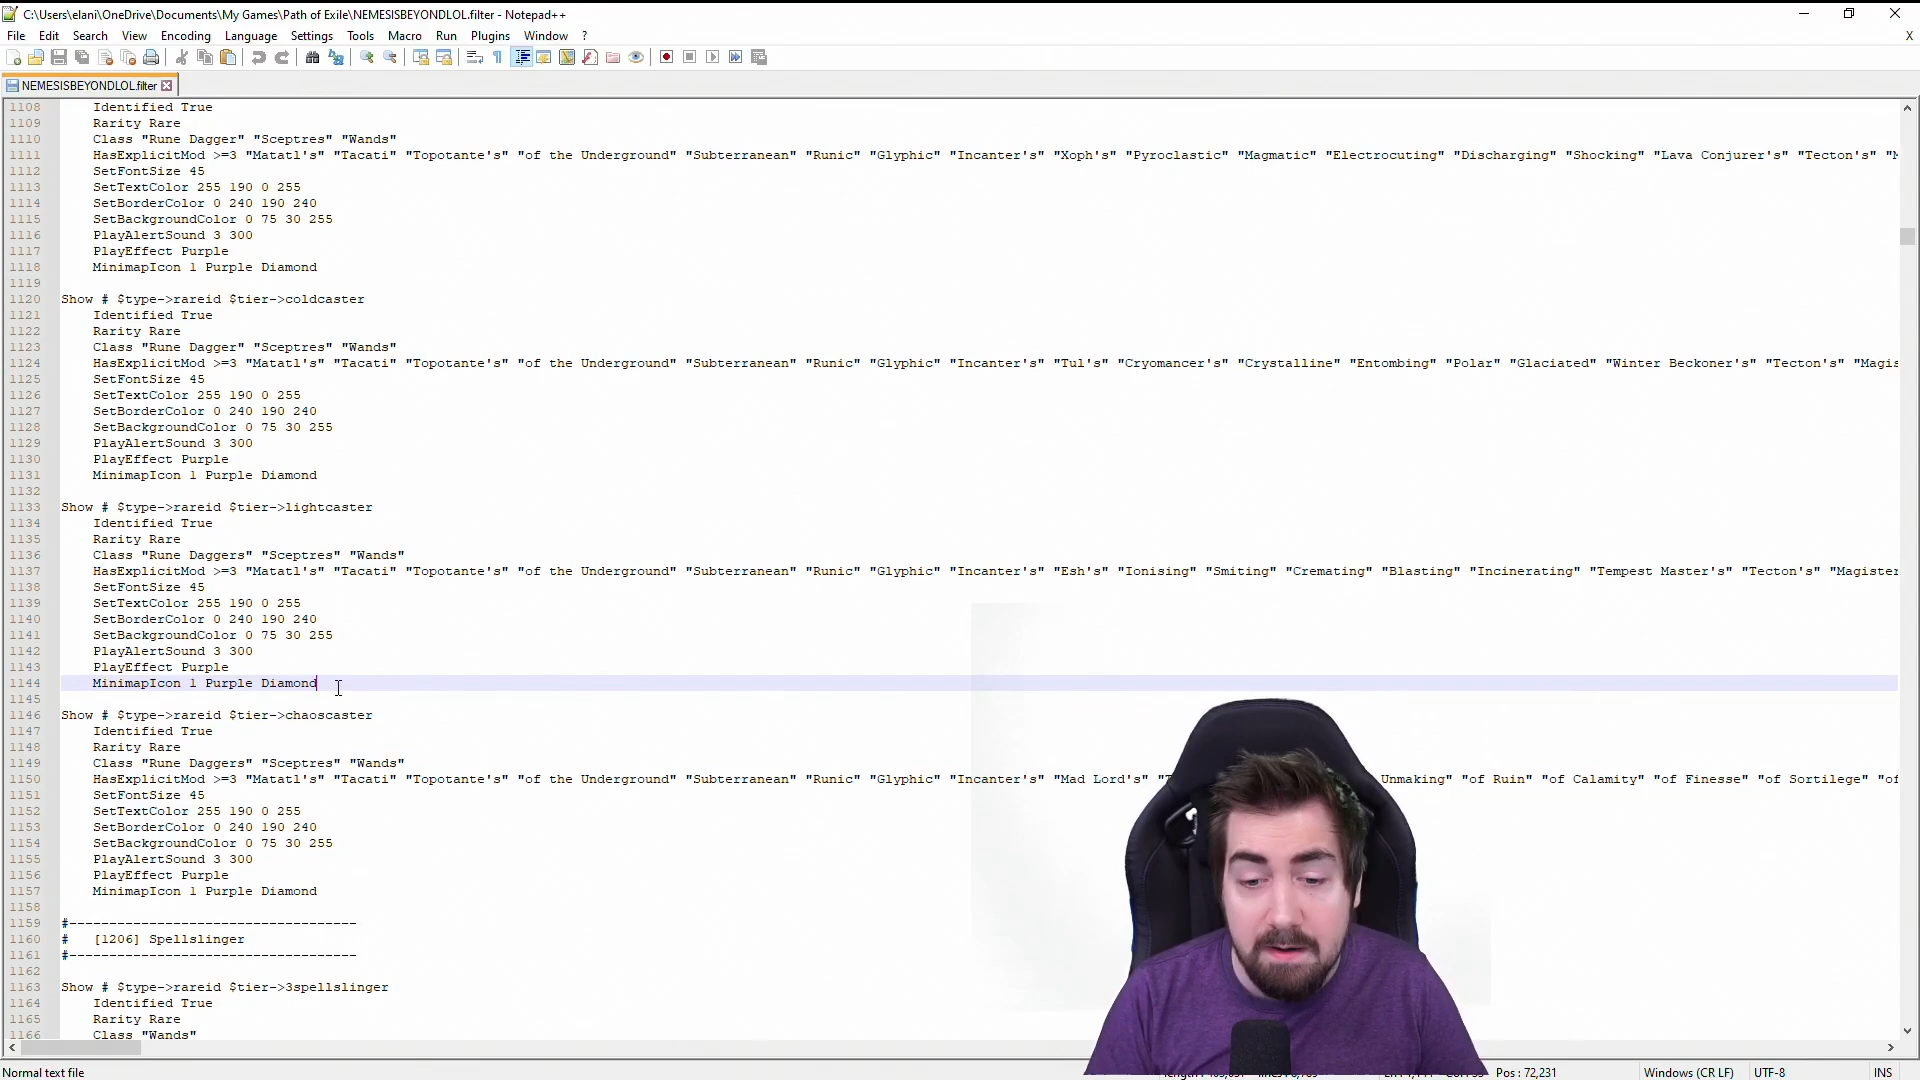 C:\Users\elani\OneDrive\Documents\My Games\Path of Exile\NEMESISBEYONDLOL.filter - Notepad++
File Edit Search View Encoding Language Settings Tools Macro Run Plugins Window ? X
NEMESISBEYONDLOL.filter
1108 Identified True
1109 Rarity Rare
1110 Class "Rune Dagger" "Sceptres" "Wands"
1111 HasExplicitMod >=3 "Matatl's" "Tacati" "Topotante's" "of the Underground" "Subterranean" "Runic" "Glyphic" "Incanter's" "Xoph's" "Pyroclastic" "Magmatic" "Electrocuting" "Discharging" "Shocking" "Lava Conjurer's" "Tecton's"
1112 SetFontSize 45
1113 SetTextColor 255 190 0 255
1114 SetBorderColor 0 240 190 240
1115 SetBackgroundColor 0 75 30 255
1116 PlayAlertSound 3 300
1117 PlayEffect Purple
1118 MinimapIcon 1 Purple Diamond
1119
1120 Show # $type->rareid $tier->coldcaster
1121 Identified True
1122 Rarity Rare
1123 Class "Rune Dagger" "Sceptres" "Wands"
1124 HasExplicitMod >=3 "Matatl's" "Tacati" "Topotante's" "of the Underground" "Subterranean" "Runic" "Glyphic" "Incanter's" "Tul's" "Cryomancer's" "Crystalline" "Entombing" "Polar" "Glaciated" "Winter Beckoner's" "Tecton's" "Magis
1125 SetFontSize 45
1126 SetTextColor 255 190 0 255
1127 SetBorderColor 0 240 190 240
1128 SetBackgroundColor 0 75 30 255
1129 PlayAlertSound 3 300
1130 PlayEffect Purple
1131 MinimapIcon 1 Purple Diamond
1132
1133 Show # $type->rareid $tier->lightcaster
1134 Identified True
1135 Rarity Rare
1136 Class "Rune Daggers" "Sceptres" "Wands"
1137 HasExplicitMod >=3 "Matatl's" "Tacati" "Topotante's" "of the Underground" "Subterranean" "Runic" "Glyphic" "Incanter's" "Esh's" "Ionising" "Smiting" "Cremating" "Blasting" "Incinerating" "Tempest Master's" "Tecton's" "Magister
1138 SetFontSize 45
1139 SetTextColor 255 190 0 255
1140 SetBorderColor 0 240 190 240
1141 SetBackgroundColor 0 75 30 255
1142 PlayAlertSound 3 300
1143 PlayEffect Purple
1144 MinimapIcon 1 Purple Diamond
1145
1146 Show # $type->rareid $tier->chaoscaster
1147 Identified True
1148 Rarity Rare
1149 Class "Rune Daggers" "Sceptres" "Wands"
1150 HasExplicitMod >=3 "Matatl's" "Tacati" "Topotante's" "of the Underground" "Subterranean" "Runic" "Glyphic" "Incanter's" "Mad Lord's" Unmaking" "of Ruin" "of Calamity" "of Finesse" "of Sortilege" "of
1151 SetFontSize 45
1152 SetTextColor 255 190 0 255
1153 SetBorderColor 0 240 190 240
1154 SetBackgroundColor 0 75 30 255
1155 PlayAlertSound 3 300
1156 PlayEffect Purple
1157 MinimapIcon 1 Purple Diamond
1158
1159 #------------------------------------
1160 # [1206] Spellslinger
1161 #------------------------------------
1162
1163 Show # $type->rareid $tier->3spellslinger
1164 Identified True
1165 Rarity Rare
1166 Class "Wands"
Normal text file Pos : 72,231 Windows (CR LF) UTF-8 INS